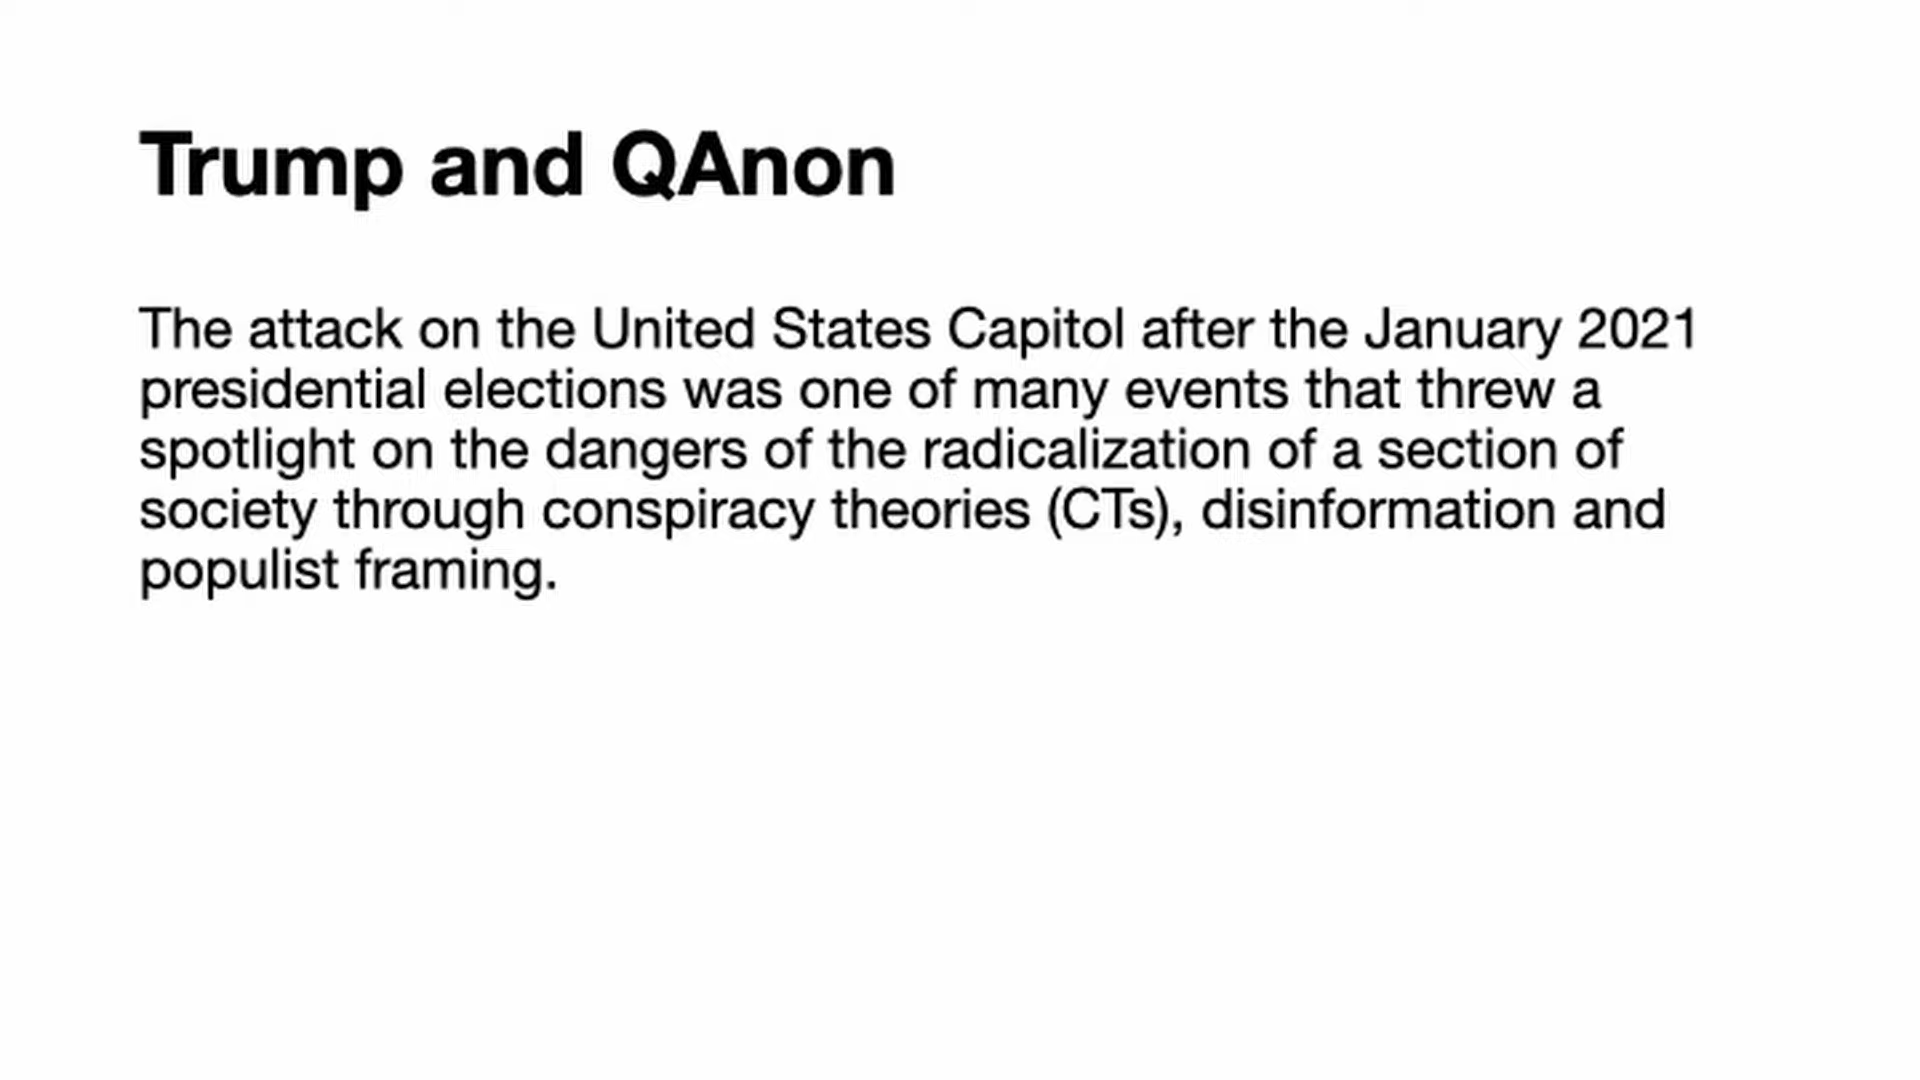 Trump and QAnon
The attack on the United States Capitol after the January 2021
presidential elections was one of many events that threw a
spotlight on the dangers of the radicalization of a section of
society through conspiracy theories (CTs), disinformation and
populist framing.